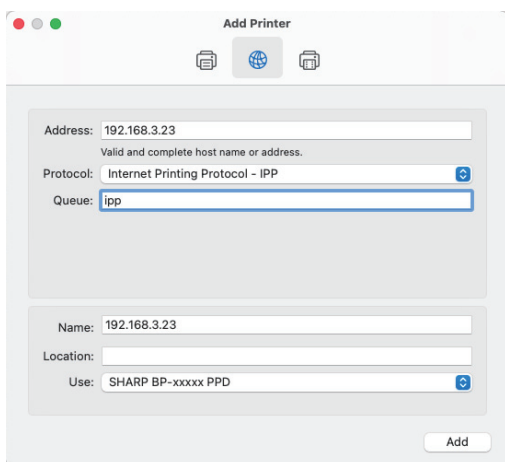 Add Printer
Address: 192.168.3.23
Valid and complete host name or address.
Protocol: Internet Printing Protocol - IPP
Queue: ipp
Name: 192.168.3.23
Location:
Use: SHARP BP-xxxxx PPD
Add